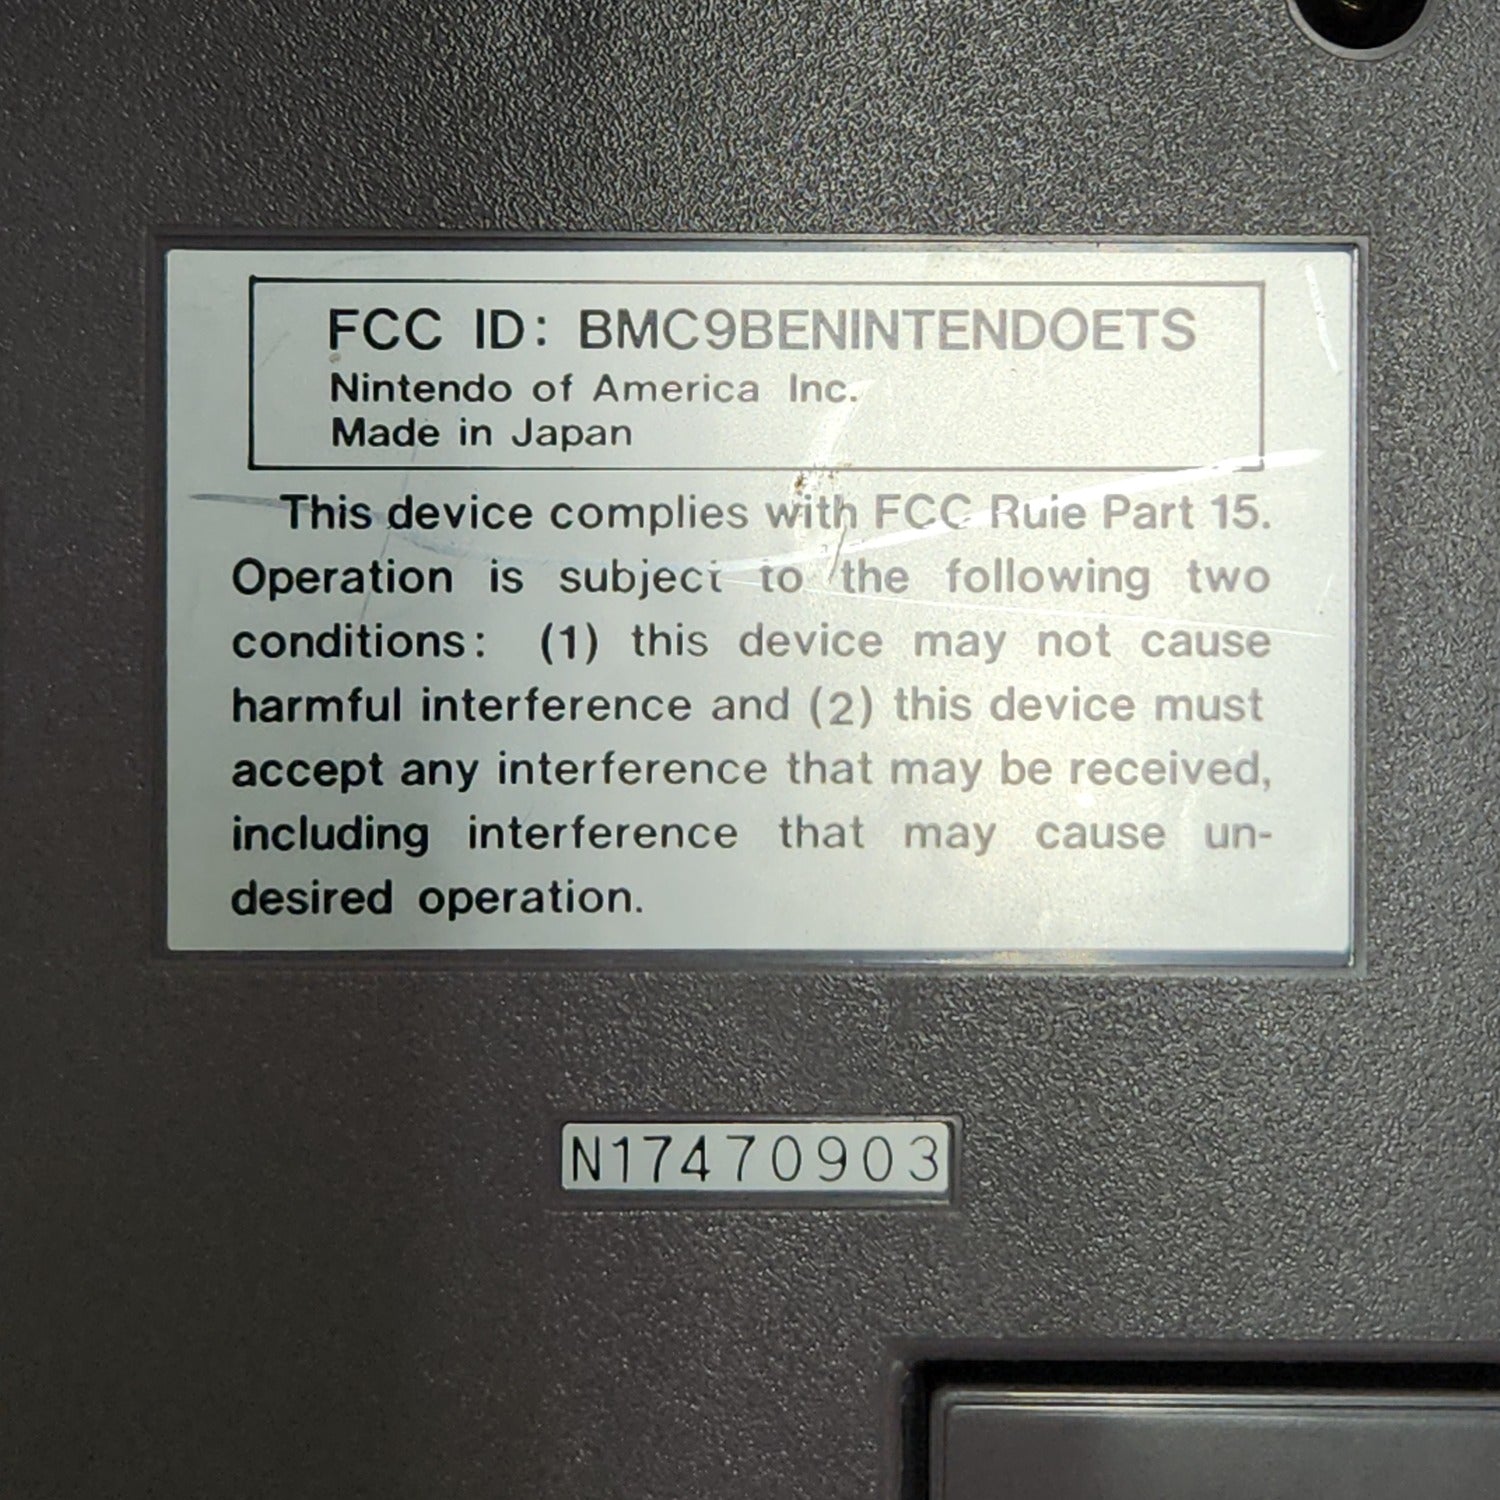 FCC ID: BMC9BENINTENDOETS
Nintendo of America Inc.
Made in Japan
This device complies with FCC Ruie Part 15.
Operation is subject to the following two
conditions: (1) this device may not cause
harmful interference and (2) this device must
accept any interference that may be received,
including interference that may cause un-
desired operation.
N17470903